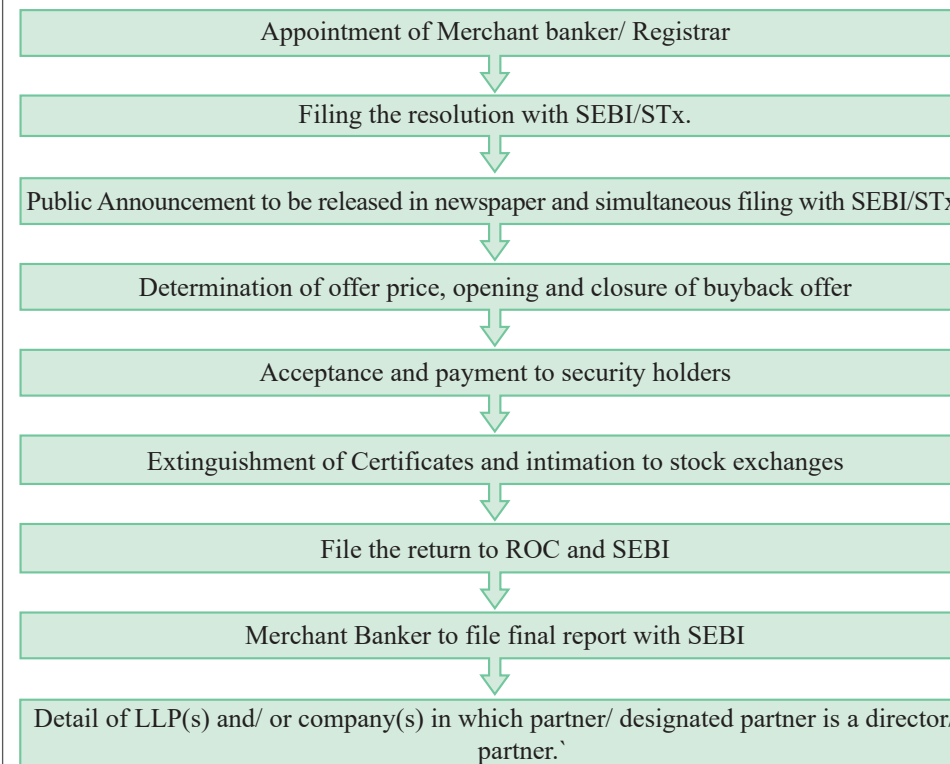 Appointment of Merchant banker/ Registrar
Filing the resolution with SEBI/STx.
Public Announcement to be released in newspaper and simultaneous filing with SEBI/STx
Determination of offer price, opening and closure of buyback offer
Acceptance and payment to security holders
Extinguishment of Certificates and intimation to stock exchanges
File the return to ROC and SEBI
Merchant Banker to file final report with SEBI
Detail of LLP(s) and/ or company(s) in which partner/ designated partner is a director/
partner.`